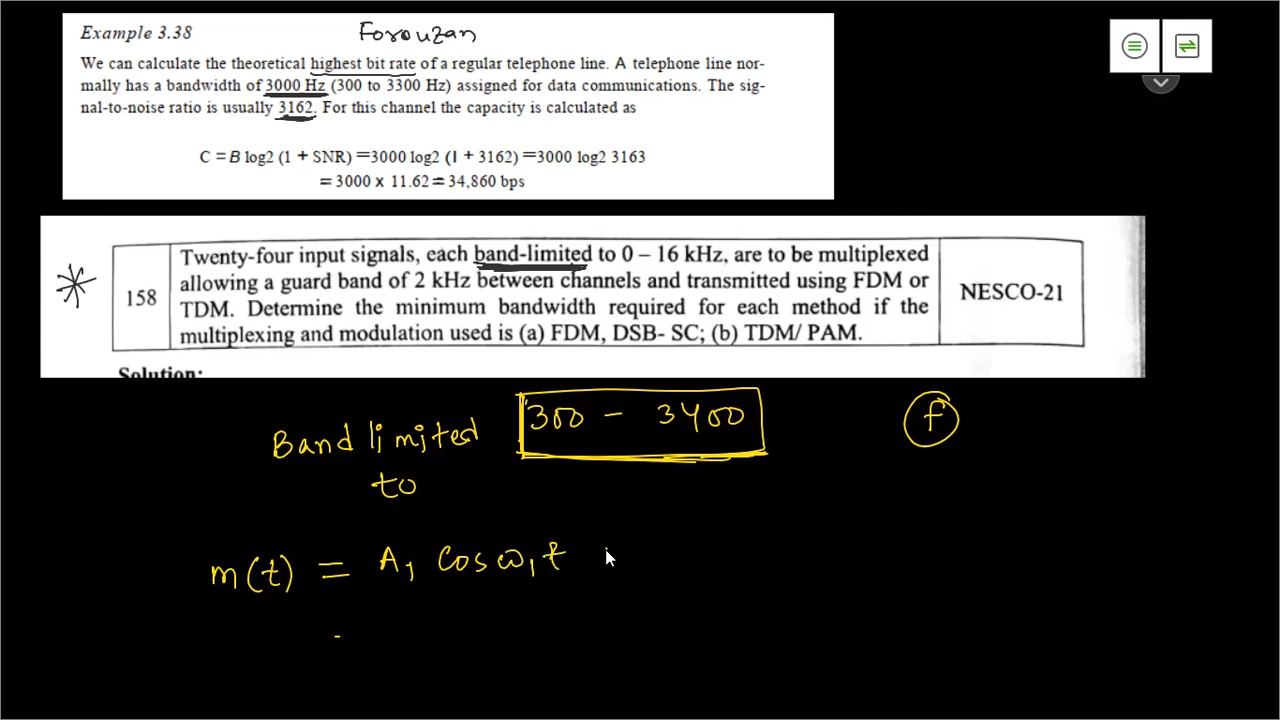 Example 3.38
Forouzan
We can calculate the theoretical highest bit rate of a regular telephone line. A telephone line nor-
mally has a bandwidth of 3000 Hz (300 to 3300 Hz) assigned for data communications. The sig-
nal-to-noise ratio is usually 3162. For this channel the capacity is calculated as
C = B log2 (1 + SNR) =3000 log2 (1 + 3162) =3000 log2 3163
= 3000 x 11.62 = 34,860 bps
158
Twenty-four input signals, each band-limited to 0 – 16 kHz, are to be multiplexed
allowing a guard band of 2 kHz between channels and transmitted using FDM or
TDM. Determine the minimum bandwidth required for each method if the
multiplexing and modulation used is (a) FDM, DSB- SC; (b) TDM/ PAM.
NESCO-21
Solution:
Band limited 300 - 3400 f
to
m(t) = A1 cosω1t